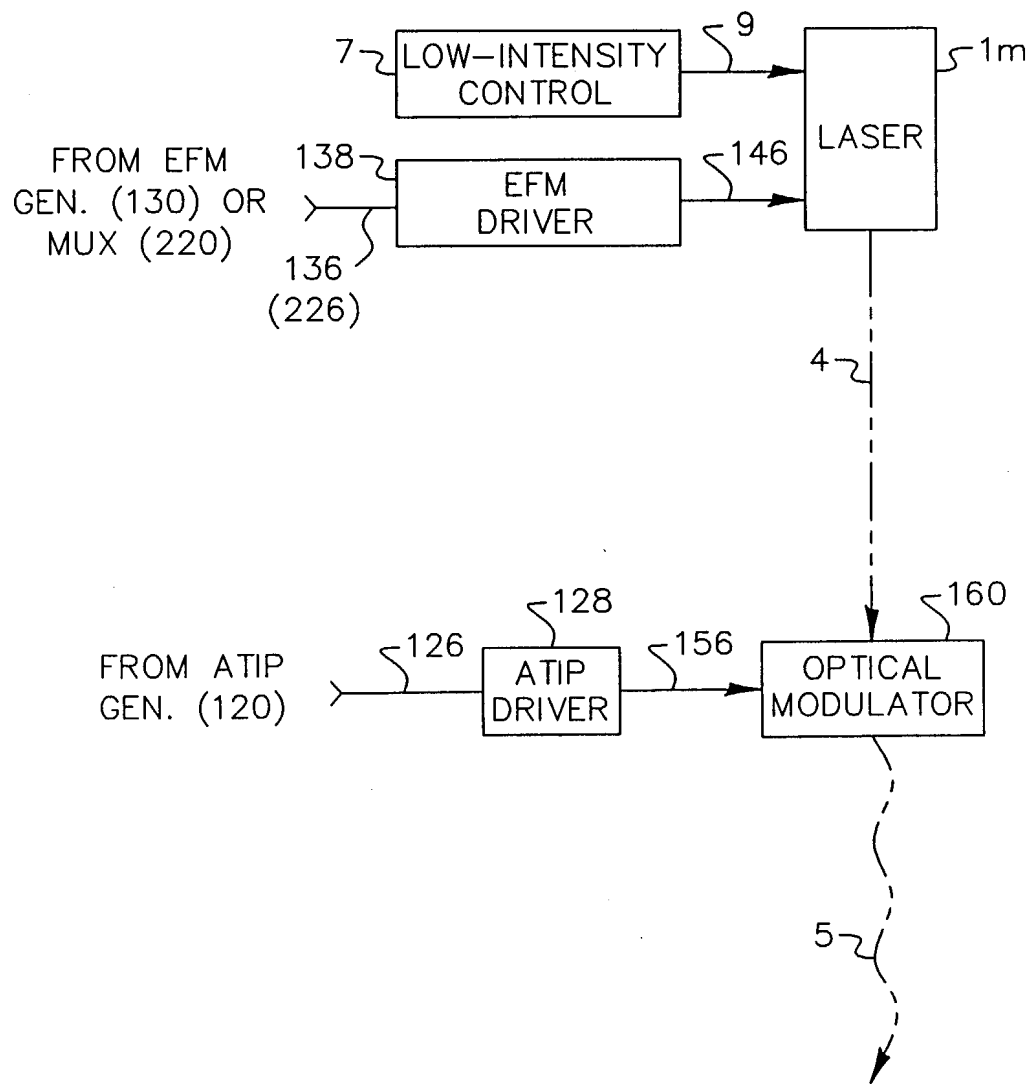 7
LOW-INTENSITY
CONTROL
9
1m
LASER
FROM EFM
GEN. (130) OR
MUX (220)
138
EFM
DRIVER
146
136
(226)
4
FROM ATIP
GEN. (120)
126
128
ATIP
DRIVER
156
160
OPTICAL
MODULATOR
5